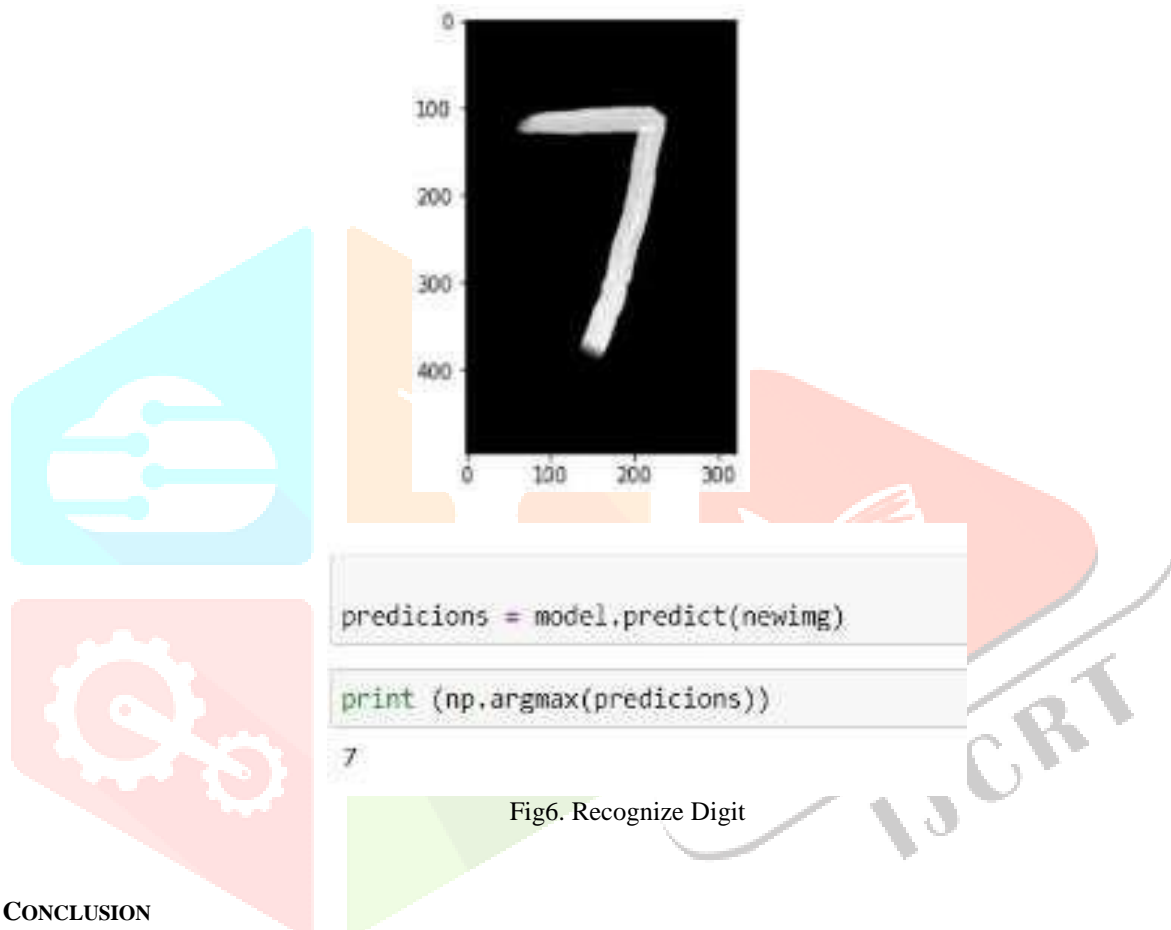 0
100
200
300
400
0 100 200 300
7
predicions = model.predict(newimg)
print (np.argmax(predicions))
7
Fig6. Recognize Digit
IJCRT
CONCLUSION